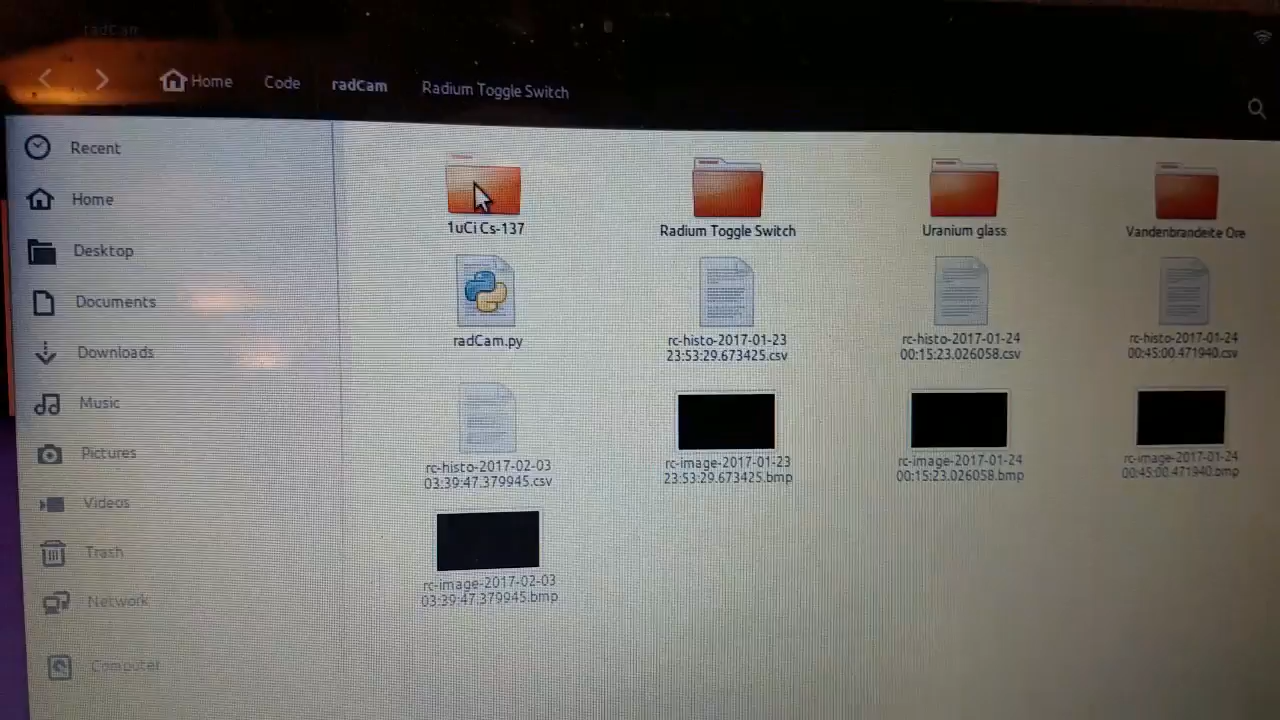 radCam
Home Code radCam Radium Toggle Switch
Recent
Home
Desktop
Documents
Downloads
Music
Pictures
Videos
Trash
Network
Computer
1uCi Cs-137
Radium Toggle Switch
Uranium glass
Vandenbrandeite Ore
radCam.py
rc-histo-2017-01-23
23:53:29.673425.csv
rc-histo-2017-01-24
00:15:23.026058.csv
rc-histo-2017-01-24
00:45:00.471940.csv
rc-histo-2017-02-03
03:39:47.379945.csv
rc-image-2017-01-23
23:53:29.673425.bmp
rc-image-2017-01-24
00:15:23.026058.bmp
rc-image-2017-01-24
00:45:00.471940.bmp
rc-image-2017-02-03
03:39:47.379945.bmp